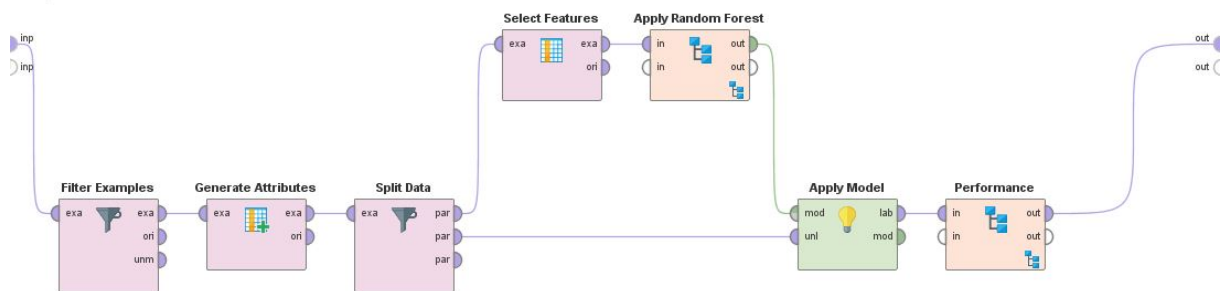 Select Features
Apply Random Forest
inp
inp
exa exa
ori
in out
in out
out
out
Filter Examples
Generate Attributes
Split Data
Apply Model
Performance
exa exa
ori
unm
exa exa
ori
exa par
par
par
mod lab
unl mod
in out
in out